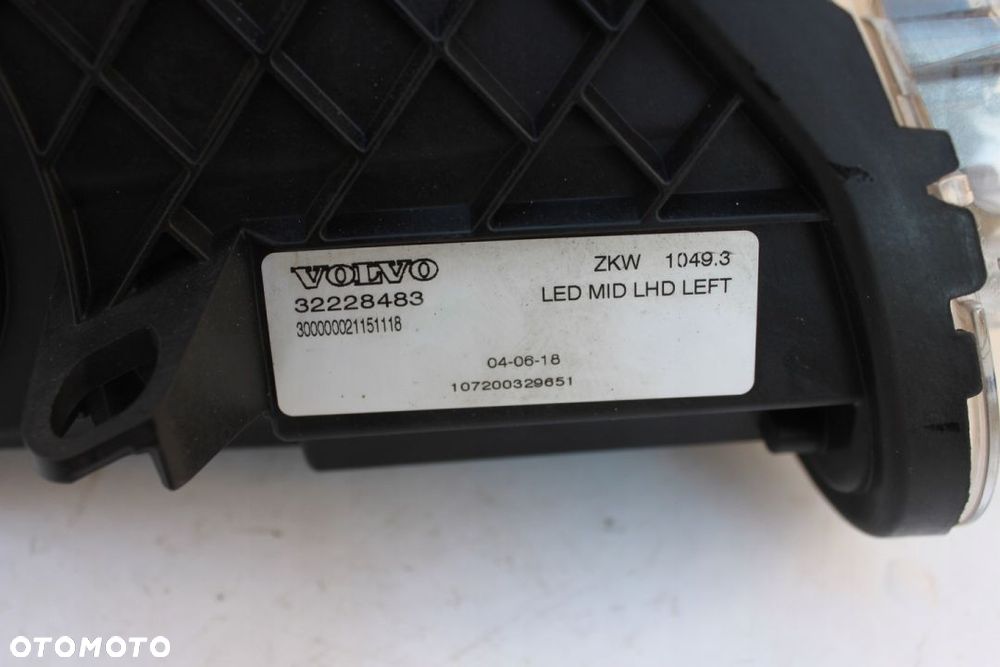 VOLVO ZKW 1049.3
32228483 LED MID LHD LEFT
300000021151118
04-06-18
107200329651
OTOMOTO